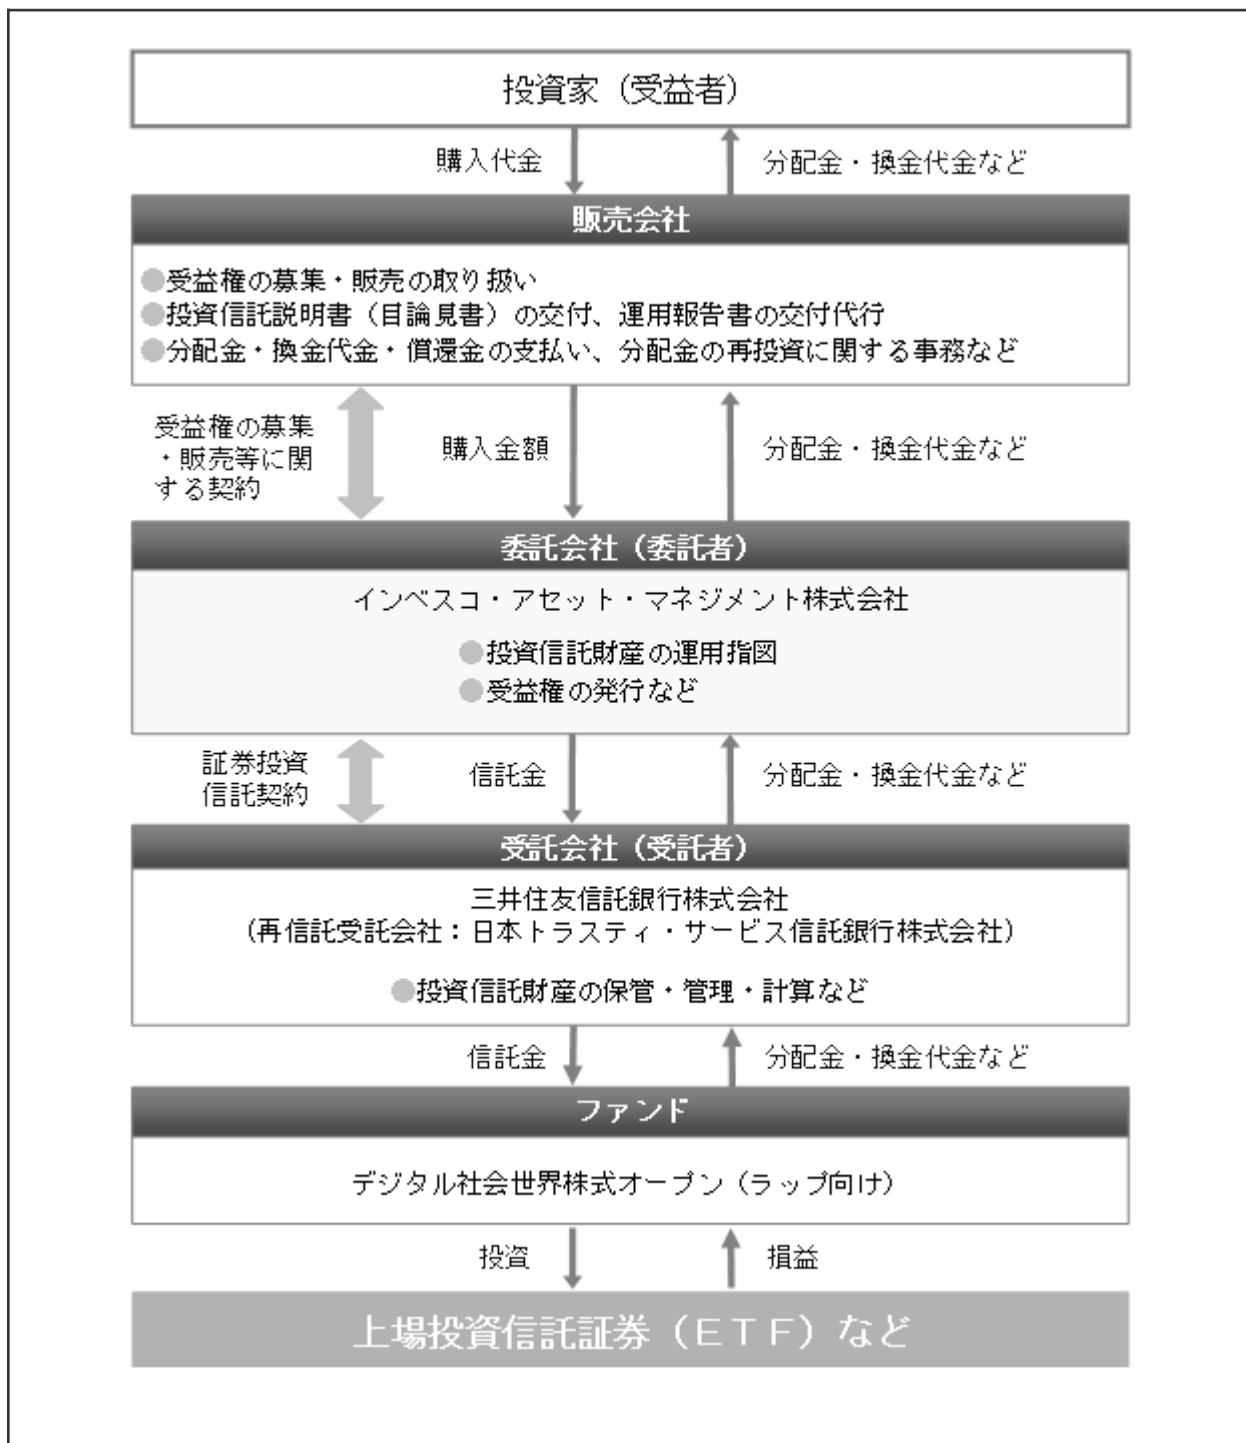 投資家（受益者）
購入代金
分配金・換金代金など
販売会社
●受益権の募集・販売の取り扱い
●投資信託説明書（目論見書）の交付、運用報告書の交付代行
●分配金・換金代金・償還金の支払い、分配金の再投資に関する事務など
受益権の募集
・販売等に関
する契約
購入金額
分配金・換金代金など
委託会社（委託者）
インベスコ・アセット・マネジメント株式会社
●投資信託財産の運用指図
●受益権の発行など
証券投資
信託契約
信託金
分配金・換金代金など
受託会社（受託者）
三井住友信託銀行株式会社
（再信託受託会社：日本トラスティ・サービス信託銀行株式会社）
●投資信託財産の保管・管理・計算など
信託金
分配金・換金代金など
ファンド
デジタル社会世界株式オープン（ラップ向け）
投資
損益
上場投資信託証券（ＥＴＦ）など